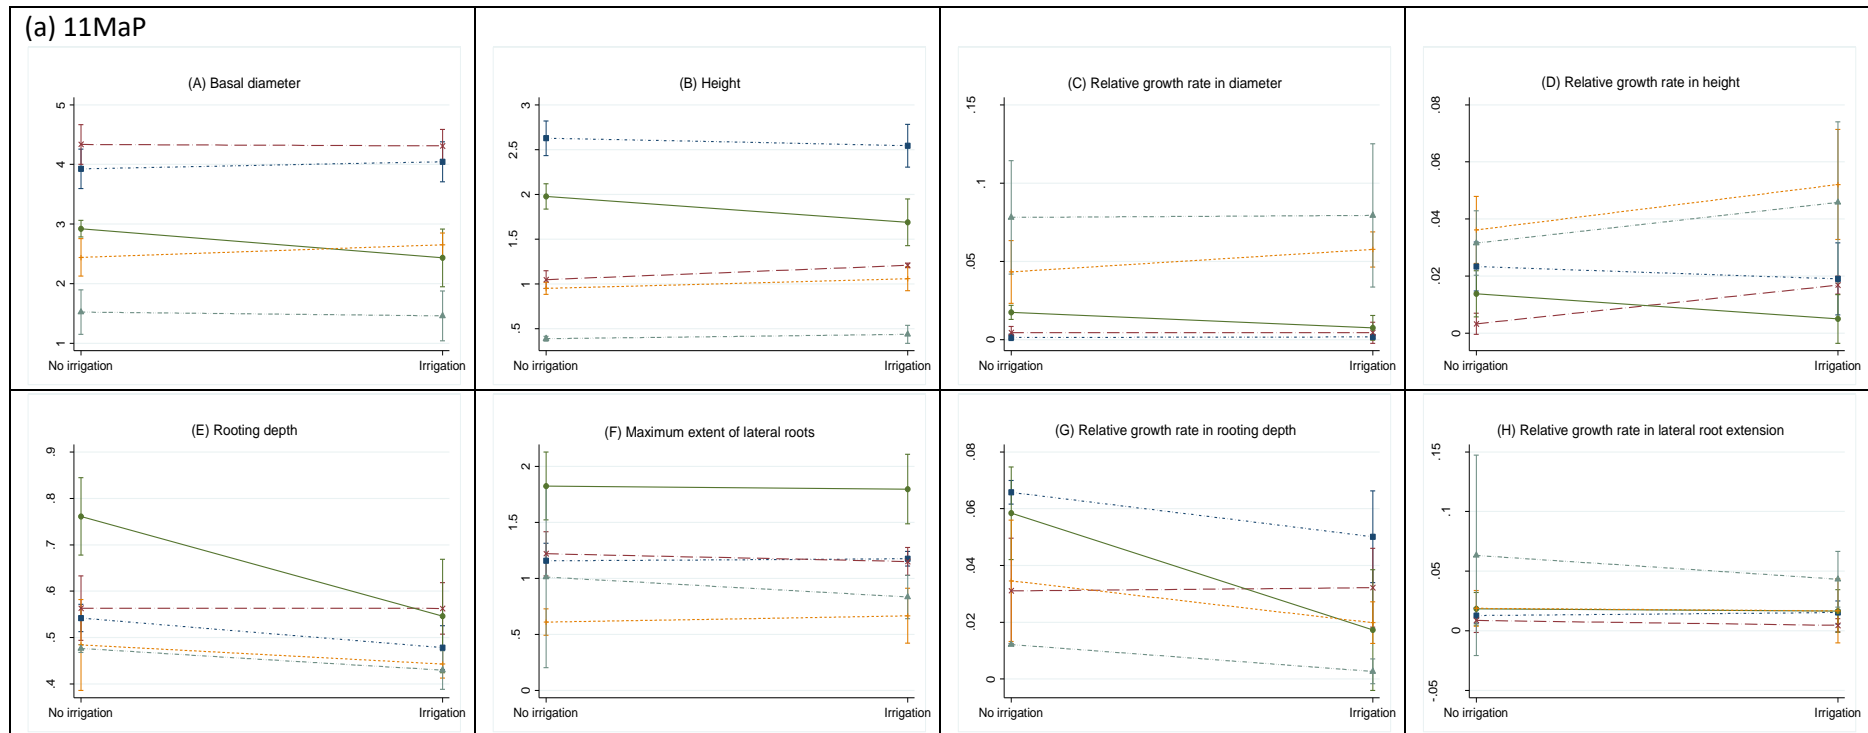 (a) 11MaP
(A) Basal diameter
5
4
3
2
1
No irrigation Irrigation
(B) Height
3
2.5
2
1.5
1
.5
No irrigation Irrigation
(C) Relative growth rate in diameter
.15
.1
.05
0
No irrigation Irrigation
(D) Relative growth rate in height
.08
.06
.04
.02
0
No irrigation Irrigation
(E) Rooting depth
.9
.8
.7
.6
.5
.4
No irrigation Irrigation
(F) Maximum extent of lateral roots
2
1.5
1
.5
0
No irrigation Irrigation
(G) Relative growth rate in rooting depth
.08
.06
.04
.02
0
No irrigation Irrigation
(H) Relative growth rate in lateral root extension
.15
.1
.05
0
-.05
No irrigation Irrigation